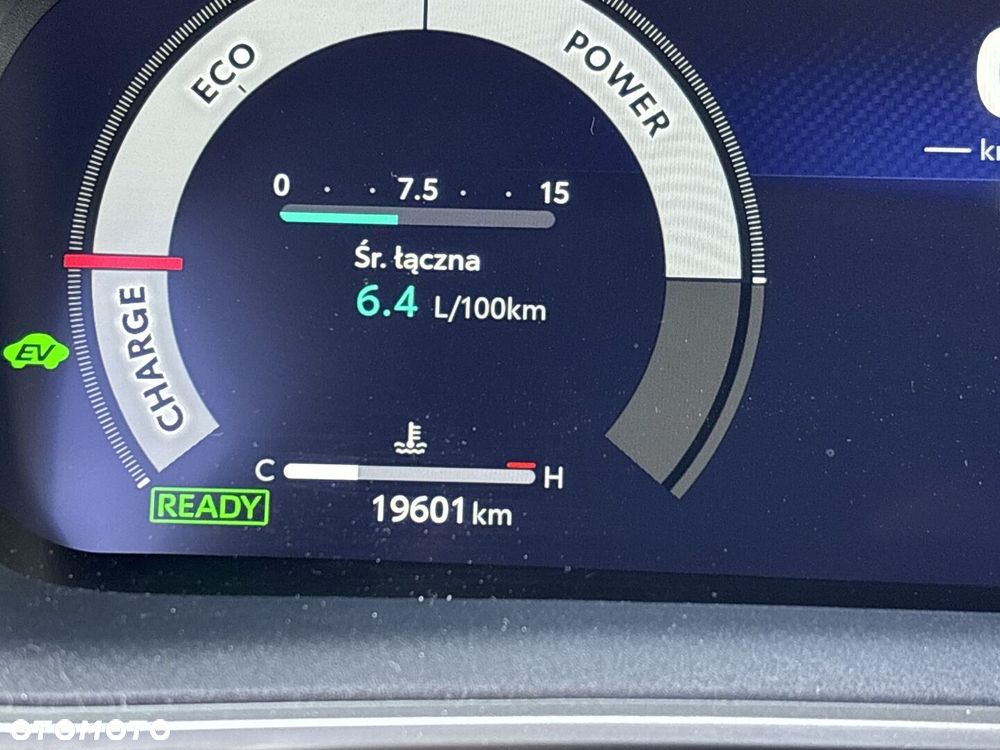 ECO
POWER
0 7.5 15
Śr. łączna
6.4 L/100km
CHARGE
EV
C H
READY
19601 km
OTOMOTO